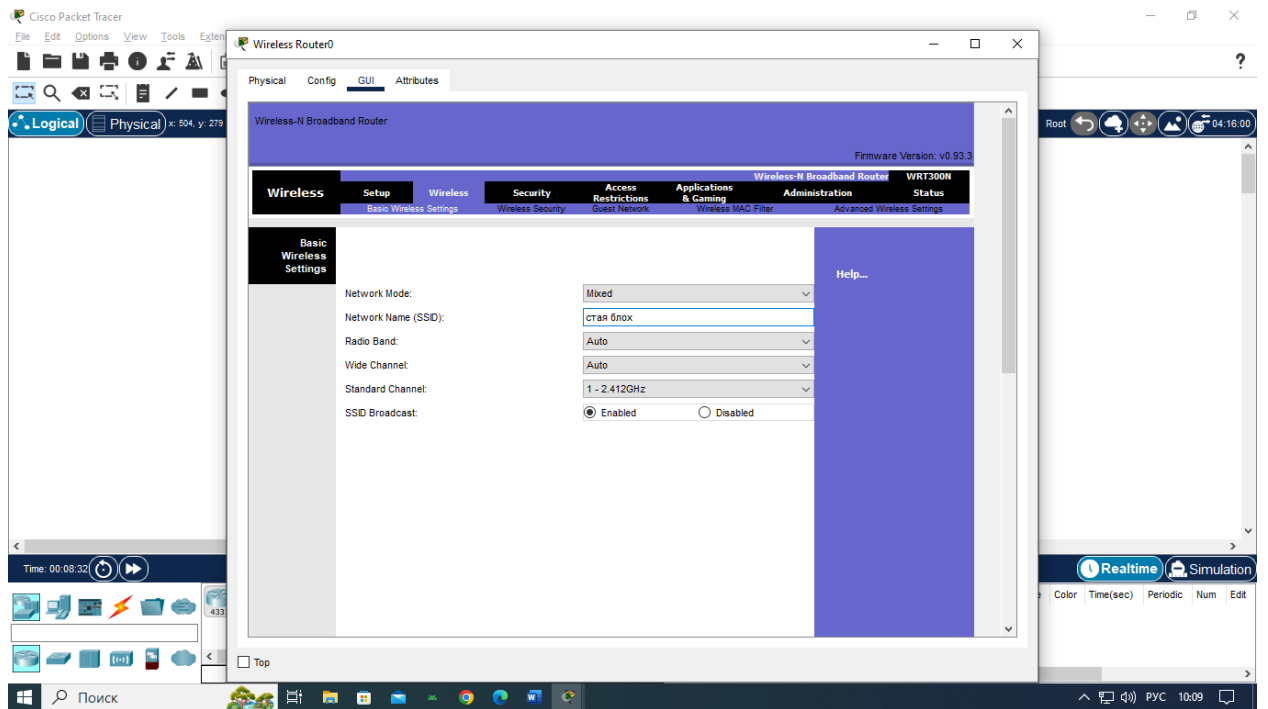 Cisco Packet Tracer
File Edit Options View Tools Exten
Wireless Router0
Physical Config GUI Attributes
?
Logical Physical x: 504, y: 279
Root 04:16:00
Wireless-N Broadband Router
Firmware Version: v0.93.3
Wireless-N Broadband Router WRT300N
Wireless Setup Wireless Security Access Restrictions Applications & Gaming Administration Status
Basic Wireless Settings Wireless Security Guest Network Wireless MAC Filter Advanced Wireless Settings
Basic
Wireless
Settings
Help...
Network Mode: Mixed
Network Name (SSID): стая блох
Radio Band: Auto
Wide Channel: Auto
Standard Channel: 1 - 2.412GHz
SSID Broadcast: Enabled Disabled
Time: 00:08:32 Realtime Simulation
433
Color Time(sec) Periodic Num Edit
Top
Поиск РУС 10:09